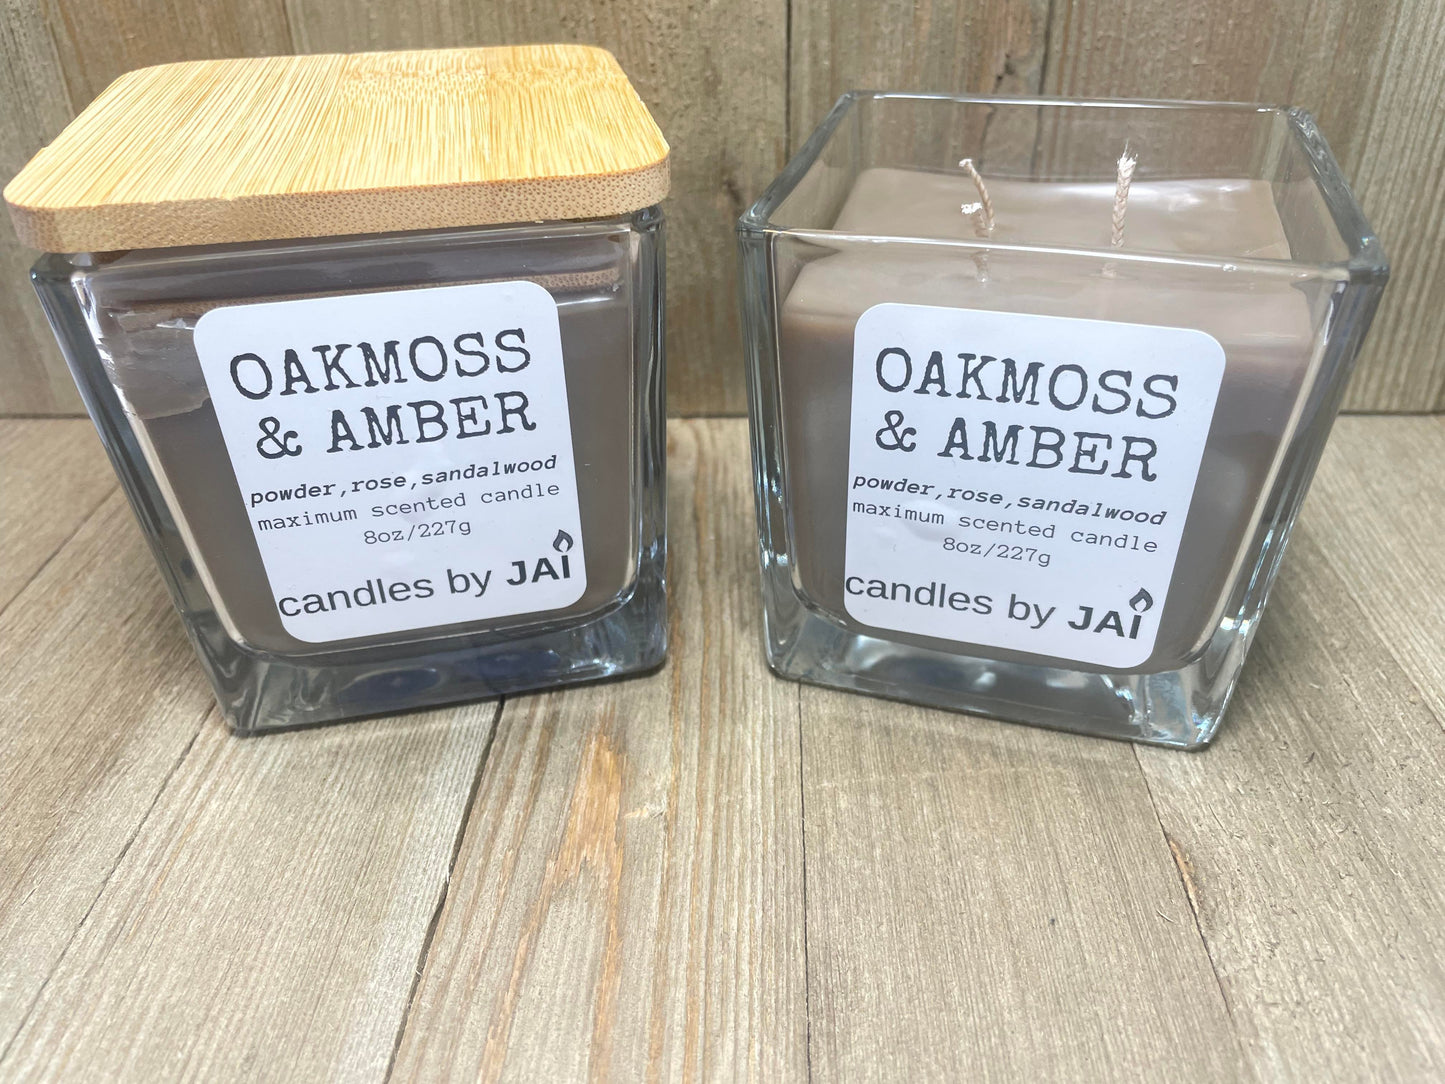 OAKMOSS
& AMBER
powder,rose,sandalwood
maximum scented candle
8oz/227g
candles by JAI
OAKMOSS
& AMBER
powder,rose,sandalwood
maximum scented candle
8oz/227g
candles by JAI